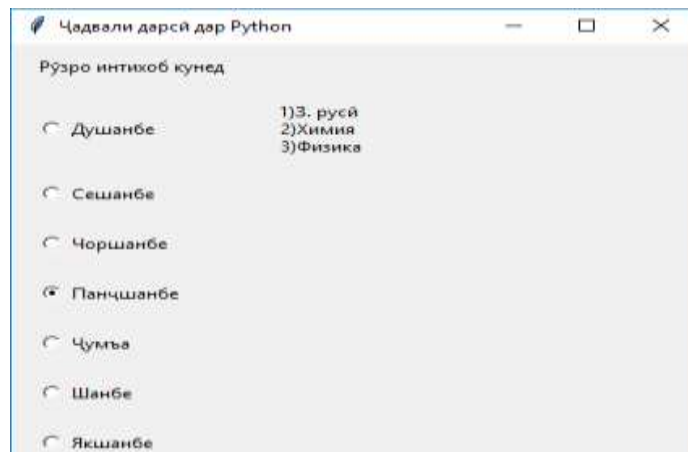 Ҷадвали дарсӣ дар Python
Рӯзро интихоб кунед
Душанбе
1)З. русӣ
2)Химия
3)Физика
Сешанбе
Чоршанбе
Панҷшанбе
Ҷумъа
Шанбе
Якшанбе